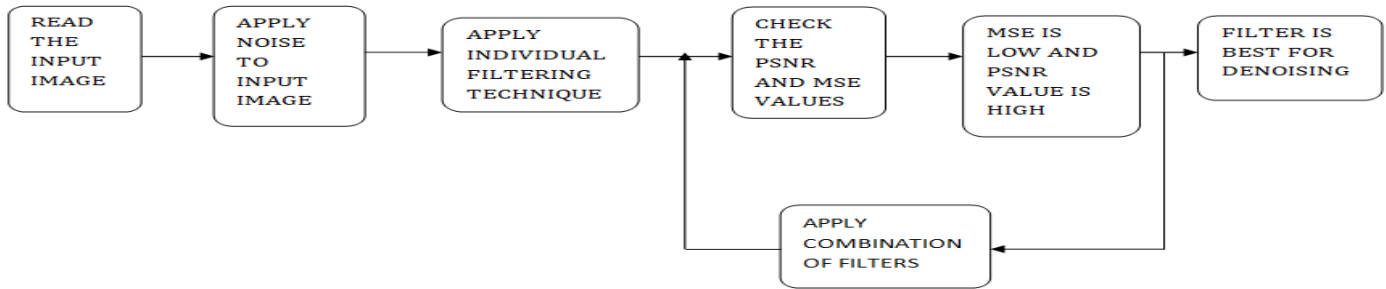 READ
THE
INPUT
IMAGE
APPLY
NOISE
TO
INPUT
IMAGE
APPLY
INDIVIDUAL
FILTERING
TECHNIQUE
CHECK
THE
PSNR
AND MSE
VALUES
MSE IS
LOW AND
PSNR
VALUE IS
HIGH
FILTER IS
BEST FOR
DENOISING
APPLY
COMBINATION
OF FILTERS